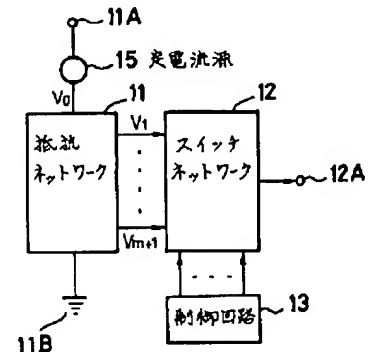 11A
15 定電流源
V0
11
12
抵抗
ネットワーク
V1
Vm+1
スイッチ
ネットワーク
12A
11B
制御回路
13